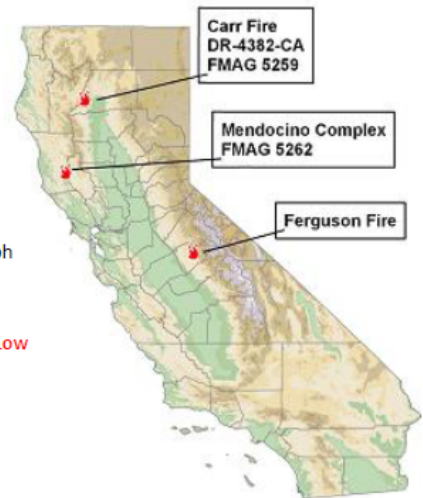 Carr Fire
DR-4382-CA
FMAG 5259
Mendocino Complex
FMAG 5262
Ferguson Fire